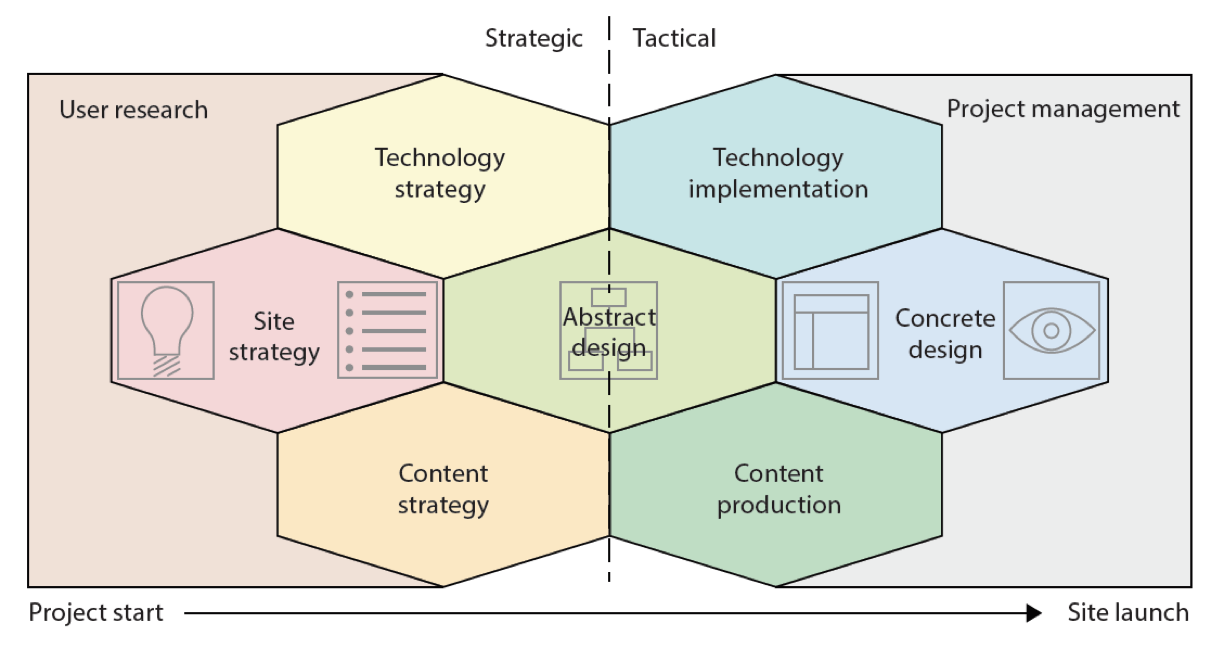 Strategic
Tactical
User research
Project management
Technology
strategy
Technology
implementation
Site
strategy
Abstract
design
Concrete
design
Content
strategy
Content
production
Project start
Site launch